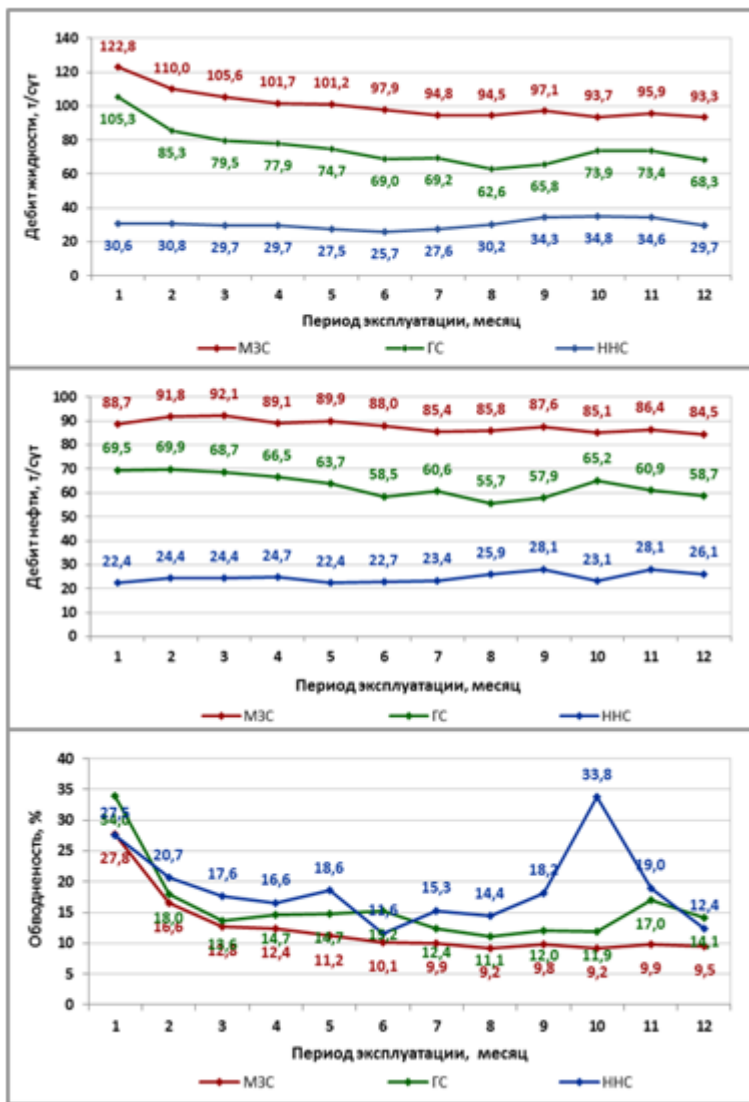 Дебит жидкости, т/сут
140
120
100
80
60
40
20
0
122,8 110,0 105,6 101,7 101,2 97,9 94,8 94,5 97,1 93,7 95,9 93,3
105,3 85,3 79,5 77,9 74,7 69,0 69,2 62,6 65,8 73,9 73,4 68,3
30,6 30,8 29,7 29,7 27,5 25,7 27,6 30,2 34,3 34,8 34,6 29,7
1 2 3 4 5 6 7 8 9 10 11 12
Период эксплуатации, месяц
МЗС ГС ННС
Дебит нефти, т/сут
100
90
80
70
60
50
40
30
20
10
0
88,7 91,8 92,1 89,1 89,9 88,0 85,4 85,8 87,6 85,1 86,4 84,5
69,5 69,9 68,7 66,5 63,7 58,5 60,6 55,7 57,9 65,2 60,9 58,7
22,4 24,4 24,4 24,7 22,4 22,7 23,4 25,9 28,1 23,1 28,1 26,1
1 2 3 4 5 6 7 8 9 10 11 12
Период эксплуатации, месяц
МЗС ГС ННС
Обводненость, %
40
35
30
25
20
15
10
5
0
27,5 20,7 17,6 16,6 18,6 11,6 15,3 14,4 18,2 33,8 19,0 12,4
34,0 18,0 13,6 14,7 14,7 15,2 12,4 11,1 12,0 11,9 17,0 14,1
27,8 16,6 12,8 12,4 11,2 10,1 9,9 9,2 9,8 9,2 9,9 9,5
1 2 3 4 5 6 7 8 9 10 11 12
Период эксплуатации, месяц
МЗС ГС ННС